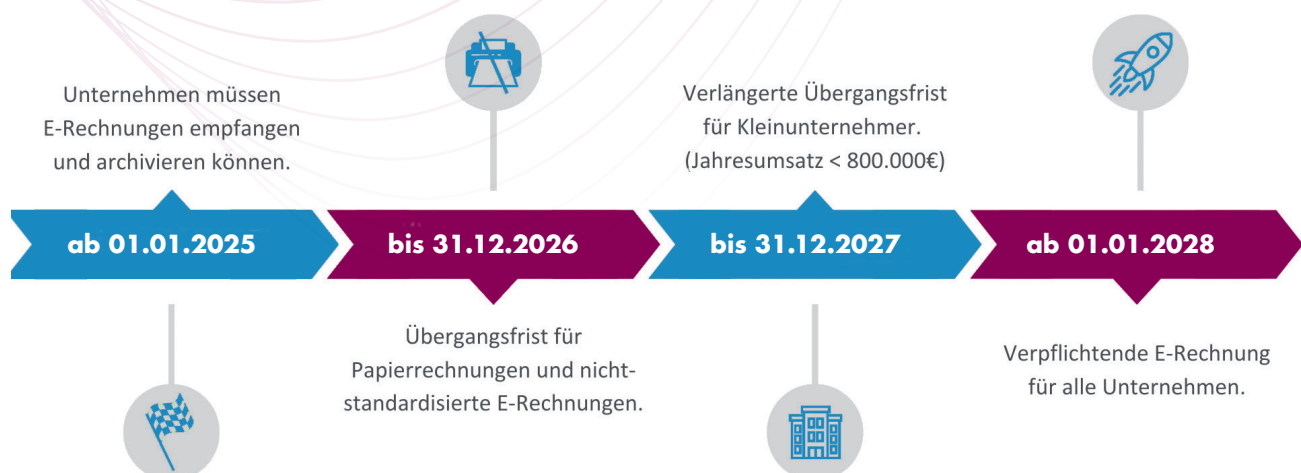 Unternehmen müssen
E-Rechnungen empfangen
und archivieren können.
ab 01.01.2025
bis 31.12.2026
Übergangsfrist für
Papierrechnungen und nicht-
standardisierte E-Rechnungen.
Verlängerte Übergangsfrist
für Kleinunternehmer.
(Jahresumsatz < 800.000€)
bis 31.12.2027
ab 01.01.2028
Verpflichtende E-Rechnung
für alle Unternehmen.